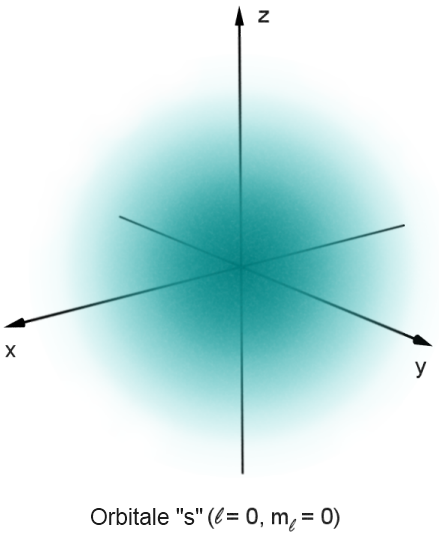 z
x
y
Orbitale "s" (ℓ = 0, mℓ = 0)